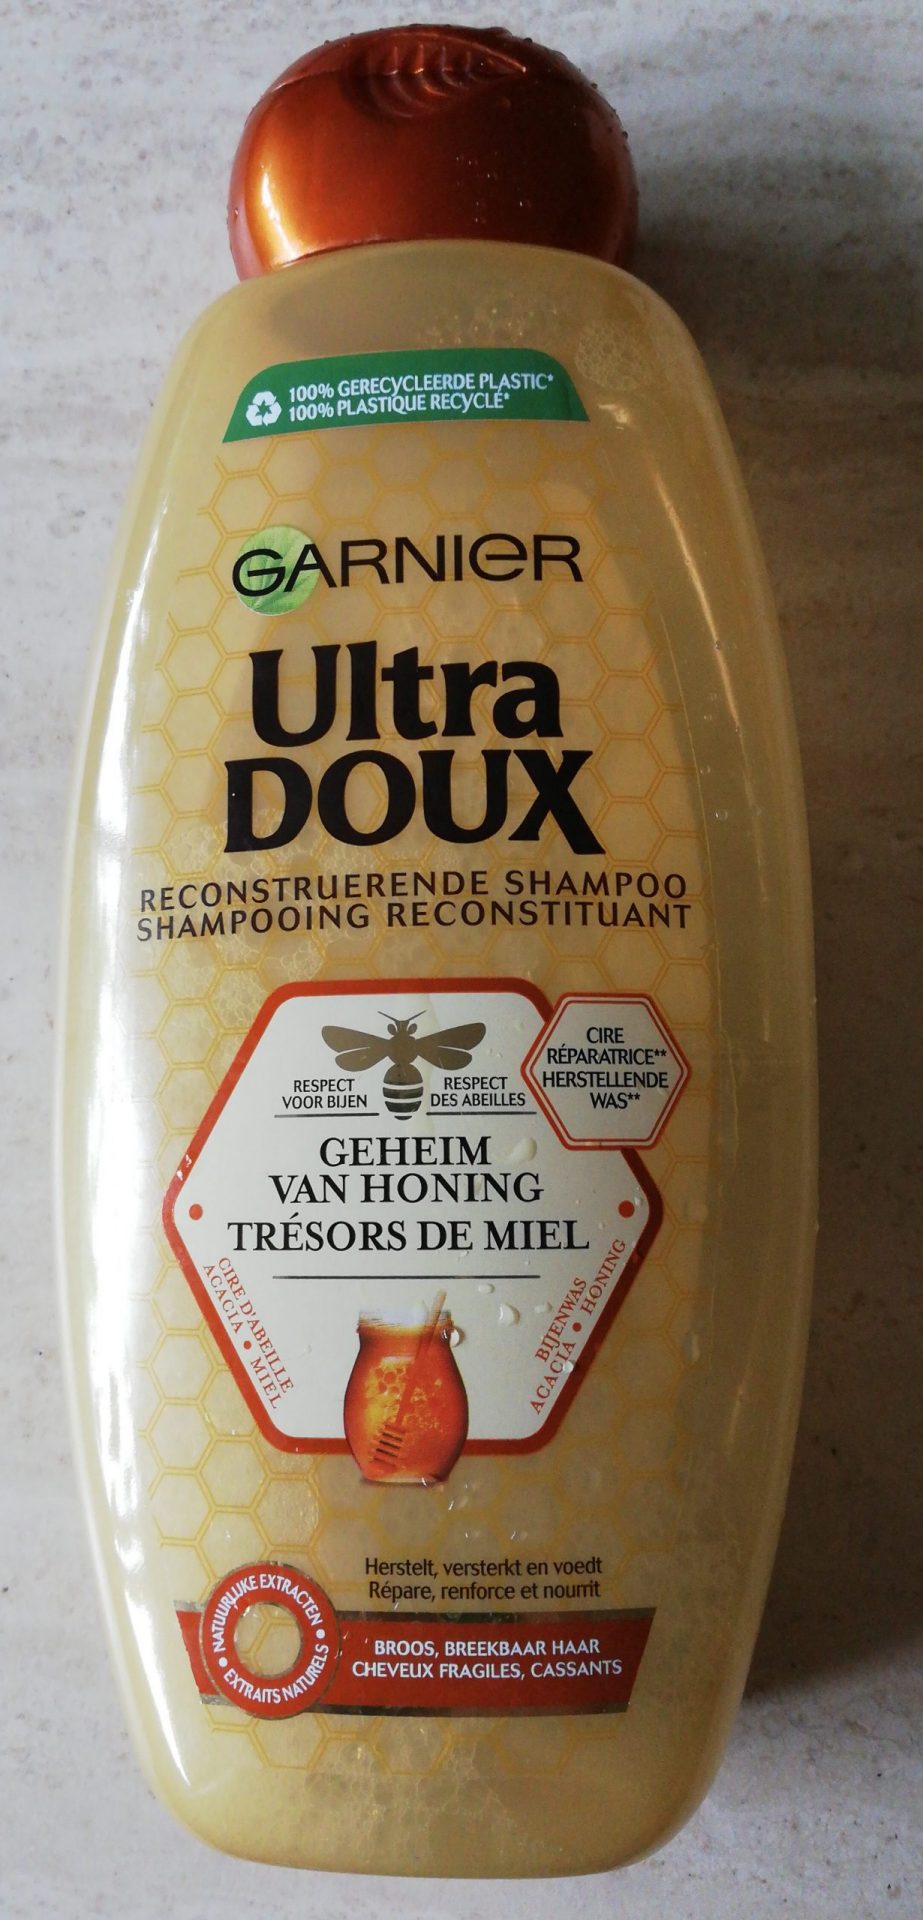 100% GERECYCLEERDE PLASTIC*
100% PLASTIQUE RECYCLÉ*
GARNIER
Ultra
DOUX
RECONSTRUERENDE SHAMPOO
SHAMPOOING RECONSTITUANT
CIRE
RÉPARATRICE**
HERSTELLENDE
WAS**
RESPECT
VOOR BIJEN
RESPECT
DES ABEILLES
GEHEIM
VAN HONING
TRÉSORS DE MIEL
CIRE D'ABEILLE
ACACIA • MIEL
BIJENWAS
ACACIA • HONING
Herstelt, versterkt en voedt
Répare, renforce et nourrit
NATUURLIJKE EXTRACTEN •
EXTRAITS NATURELS •
BROOS, BREEKBAAR HAAR
CHEVEUX FRAGILES, CASSANTS